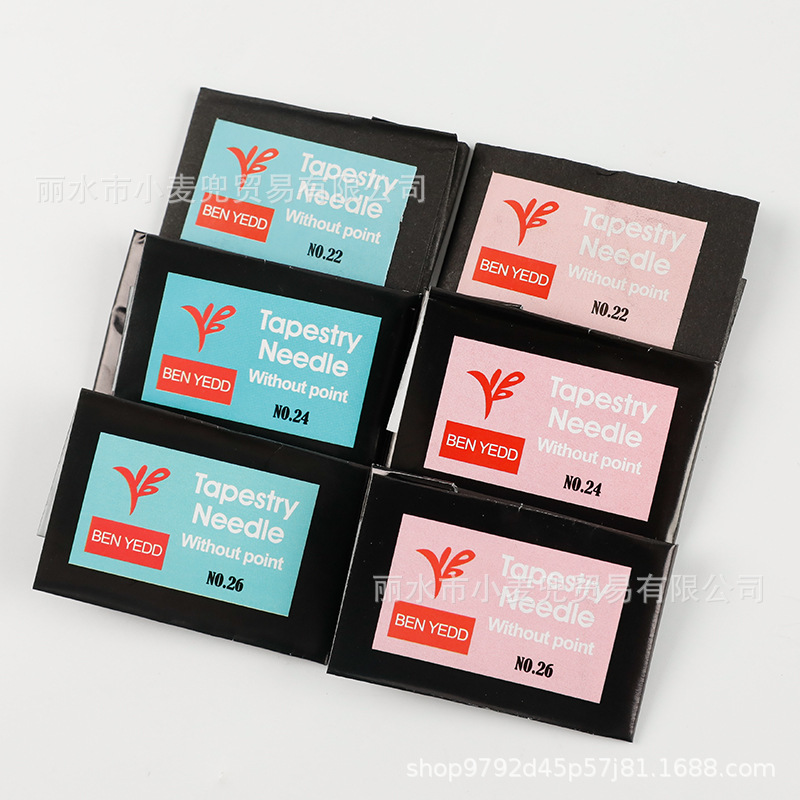 Tapestry
Needle
Without point
BEN YEDD
NO.22
Tapestry
Needle
Without point
BEN YEDD
NO.22
Tapestry
Needle
Without point
BEN YEDD
NO.24
Tapestry
Needle
Without point
BEN YEDD
NO.24
Tapestry
Needle
Without point
BEN YEDD
NO.26
Tapestry
Needle
Without point
BEN YEDD
NO.26
丽水市小麦兜贸易有限公司
丽水市小麦兜贸易有限公司
shop9792d45p57j81.1688.com